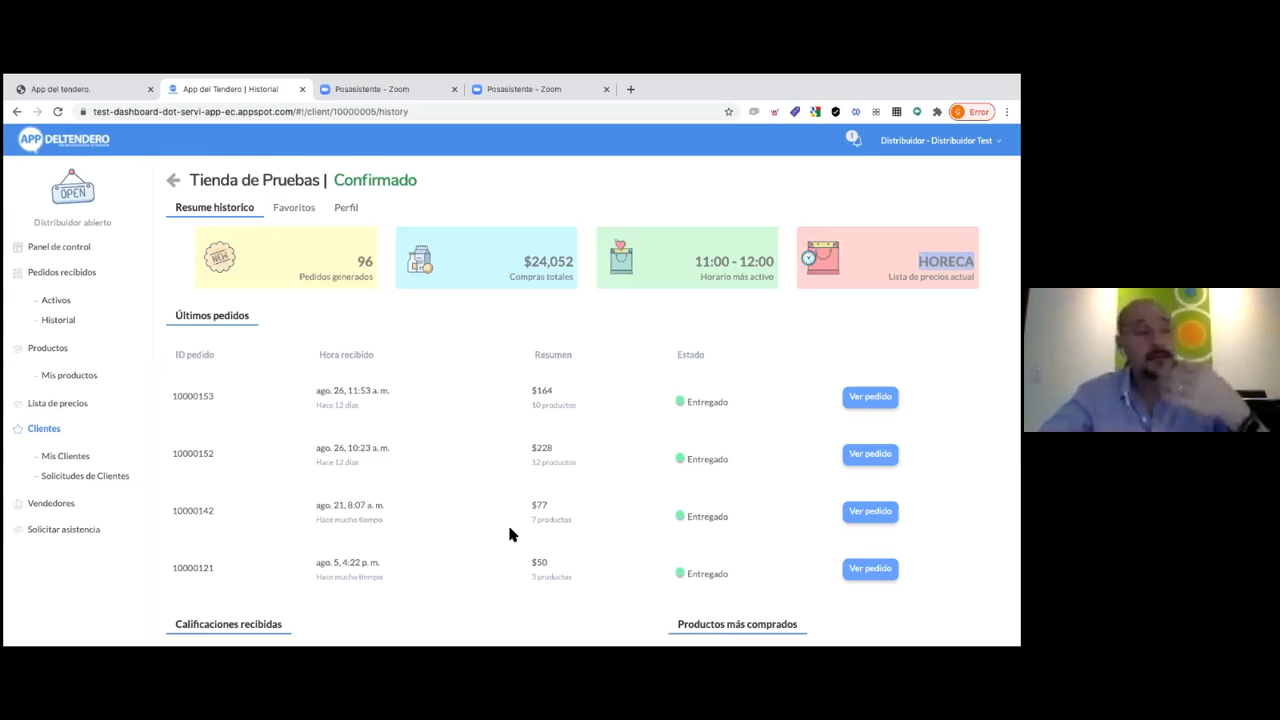 App del tendero.
App del Tendero | Historial
Posasistente - Zoom
Posasistente - Zoom
test-dashboard-dot-servi-app-ec.appspot.com/#!/client/10000005/history
G Error
APP DELTENDERO
1
Distribuidor - Distribuidor Test
OPEN
Distribuidor abierto
Panel de control
Pedidos recibidos
Activos
Historial
Productos
Mis productos
Lista de precios
Clientes
Mis Clientes
Solicitudes de Clientes
Vendedores
Solicitar asistencia
Tienda de Pruebas | Confirmado
Resume historico Favoritos Perfil
NEW
96
Pedidos generados
$24,052
Compras totales
11:00 - 12:00
Horario más activo
HORECA
Lista de precios actual
Últimos pedidos
ID pedido Hora recibido Resumen Estado
10000153 ago. 26, 11:53 a. m. $164 Entregado Ver pedido
Hace 12 días 10 productos
10000152 ago. 26, 10:23 a. m. $228 Entregado Ver pedido
Hace 12 días 12 productos
10000142 ago. 21, 8:07 a. m. $77 Entregado Ver pedido
Hace mucho tiempo 7 productos
10000121 ago. 5, 4:22 p. m. $50 Entregado Ver pedido
Hace mucho tiempo 3 productos
Calificaciones recibidas
Productos más comprados